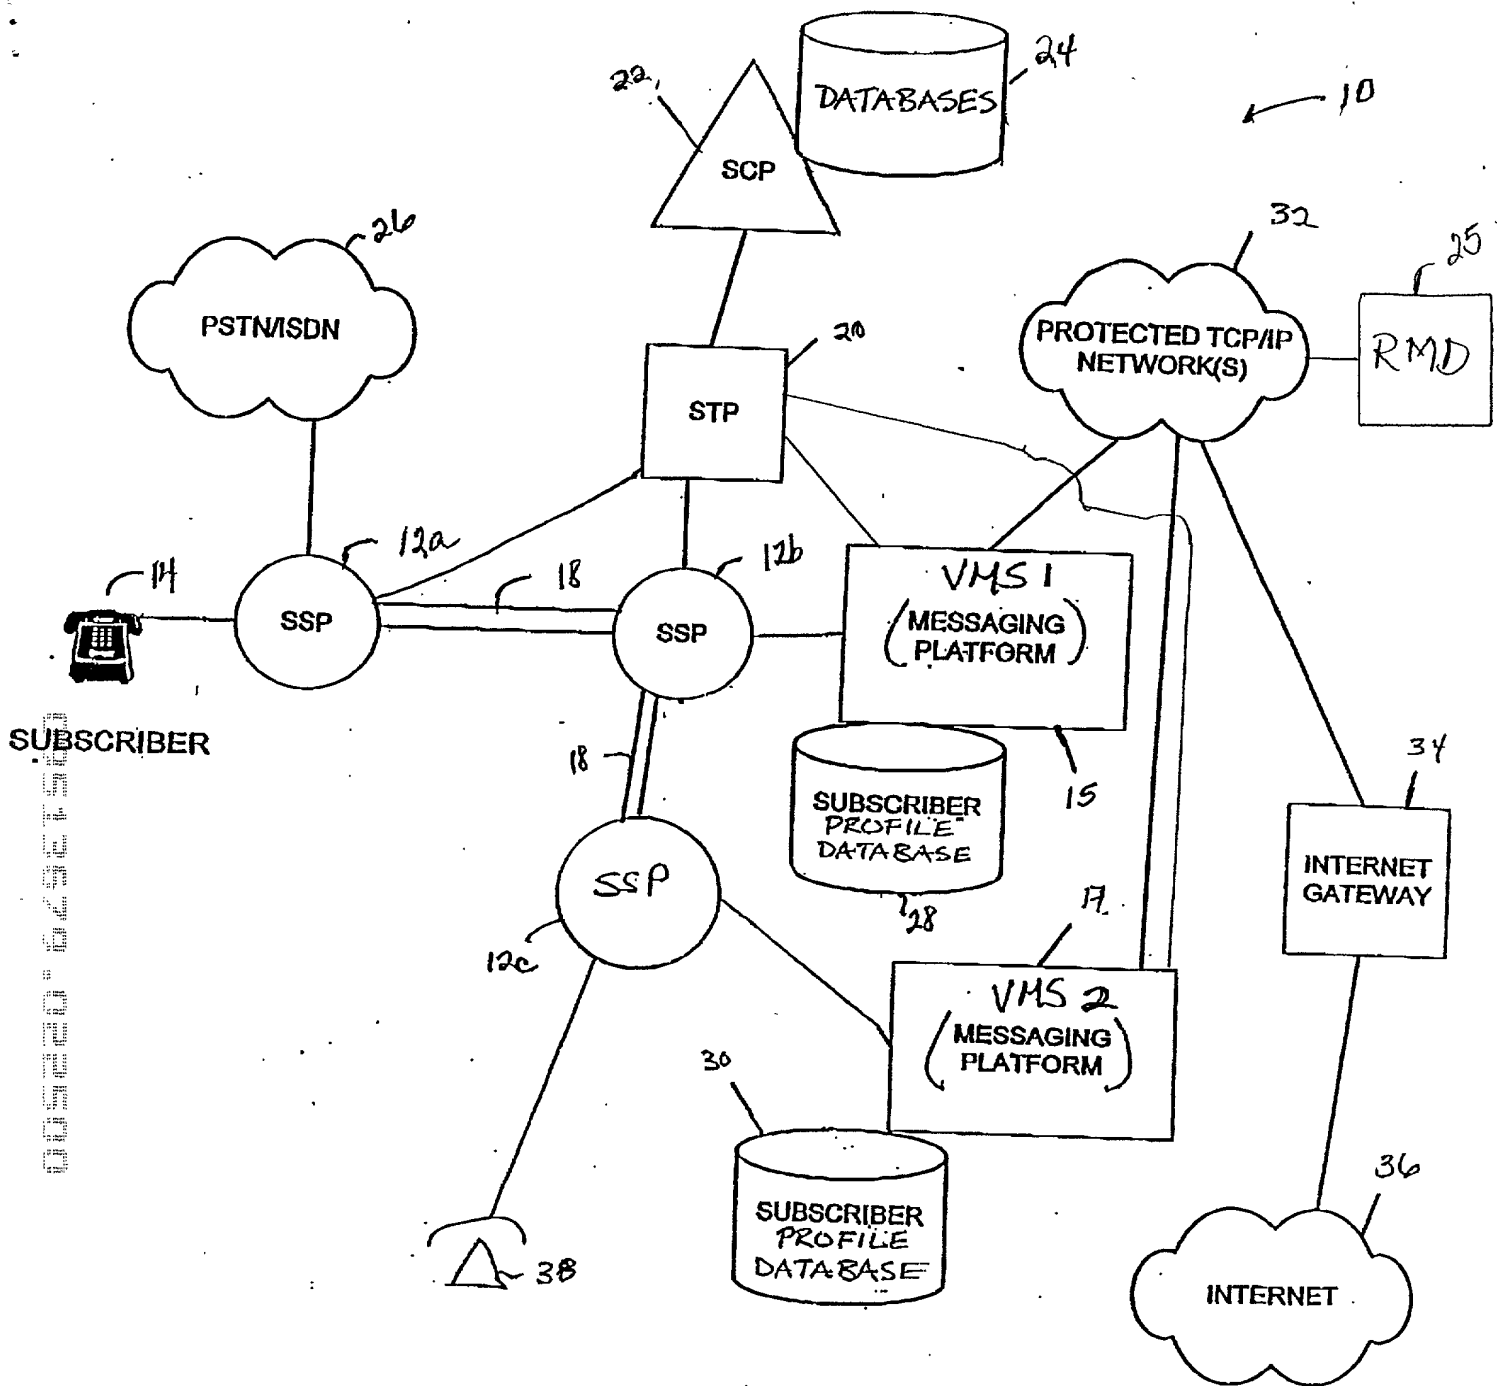 24
DATABASES
22
10
SCP
32
26
25
PSTN/ISDN
PROTECTED TCP/IP
NETWORK(S)
RMD
20
STP
12a
12b
14
18
SSP
SSP
VMS 1
(MESSAGING
PLATFORM)
SUBSCRIBER
18
15
34
SUBSCRIBER
PROFILE
DATABASE
SSP
INTERNET
GATEWAY
28
17
12c
VMS 2
(MESSAGING
PLATFORM)
30
36
SUBSCRIBER
PROFILE
DATABASE
38
INTERNET